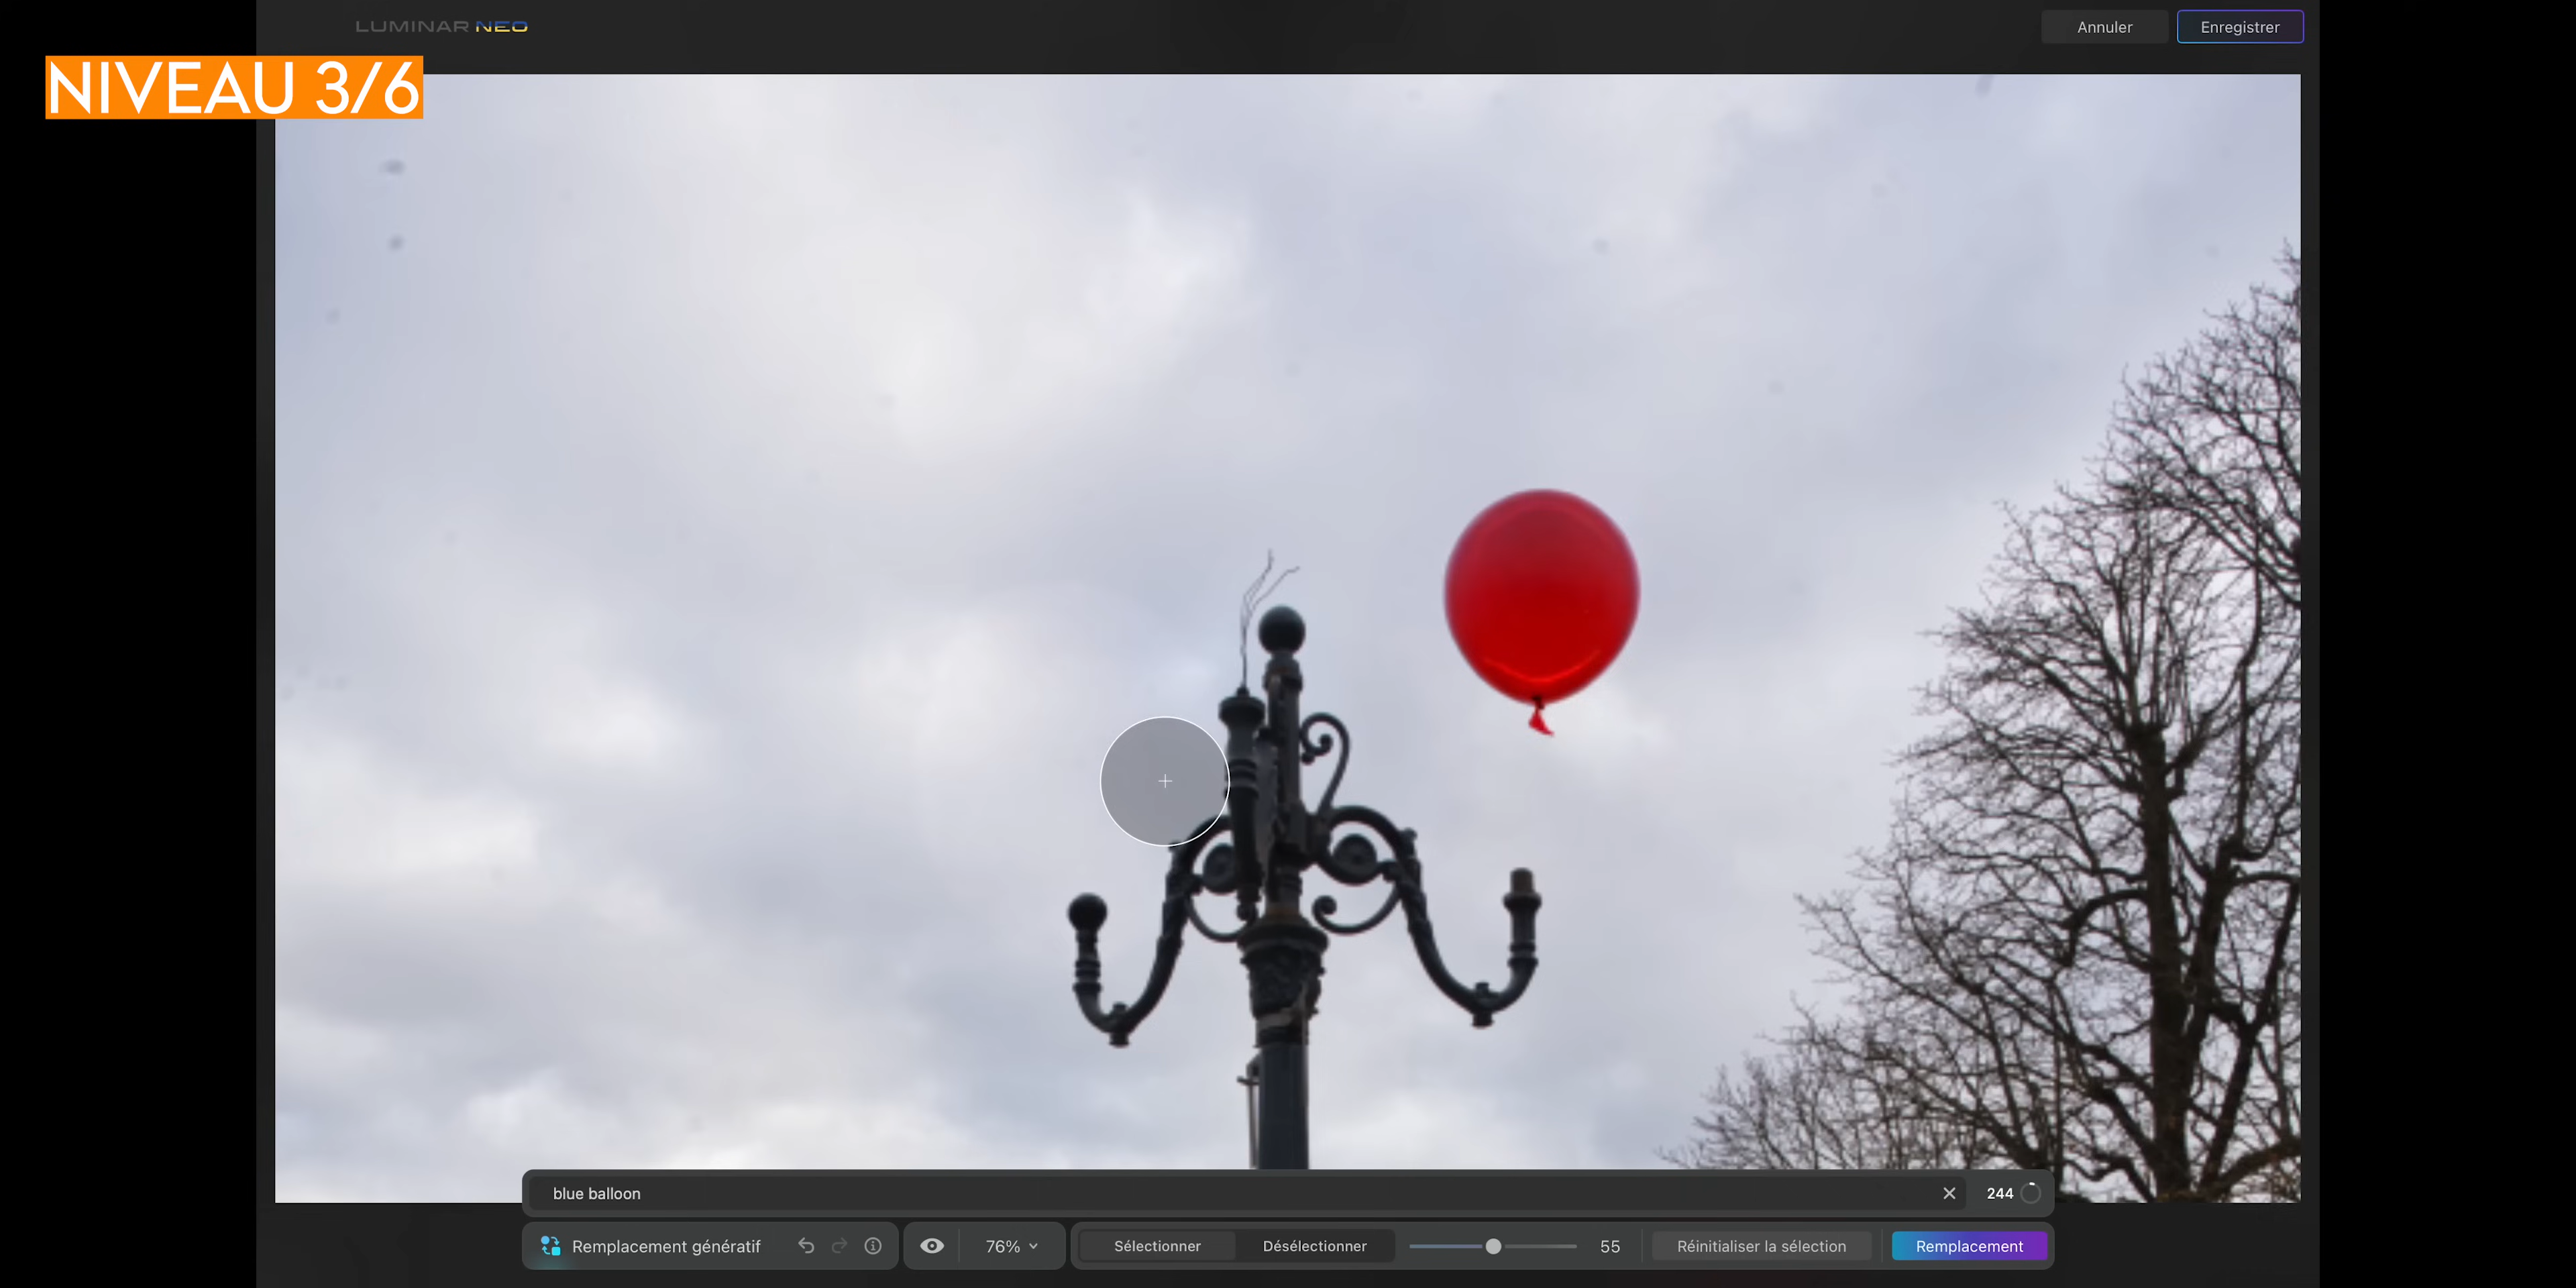 LUMINAR NEO
Annuler
Enregistrer
NIVEAU 3/6
blue balloon
244
Remplacement génératif
76%
Sélectionner
Désélectionner
55
Réinitialiser la sélection
Remplacement